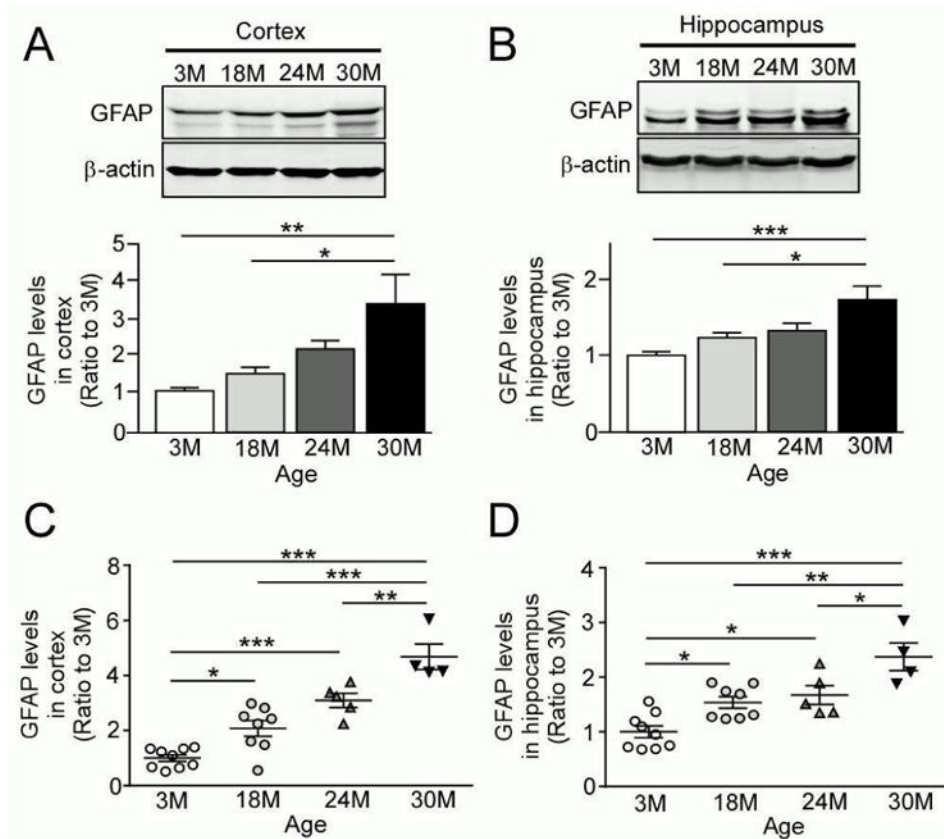 A
Cortex
3M 18M 24M 30M
GFAP
β-actin
**
*
GFAP levels
in cortex
(Ratio to 3M)
5
4
3
2
1
0
3M 18M 24M 30M
Age
B
Hippocampus
3M 18M 24M 30M
GFAP
β-actin
***
*
GFAP levels
in hippocampus
(Ratio to 3M)
2
1
0
3M 18M 24M 30M
Age
C
***
***
**
***
*
GFAP levels
in cortex
(Ratio to 3M)
8
6
4
2
0
3M 18M 24M 30M
Age
D
***
**
*
*
*
GFAP levels
in hippocampus
(Ratio to 3M)
4
3
2
1
0
3M 18M 24M 30M
Age